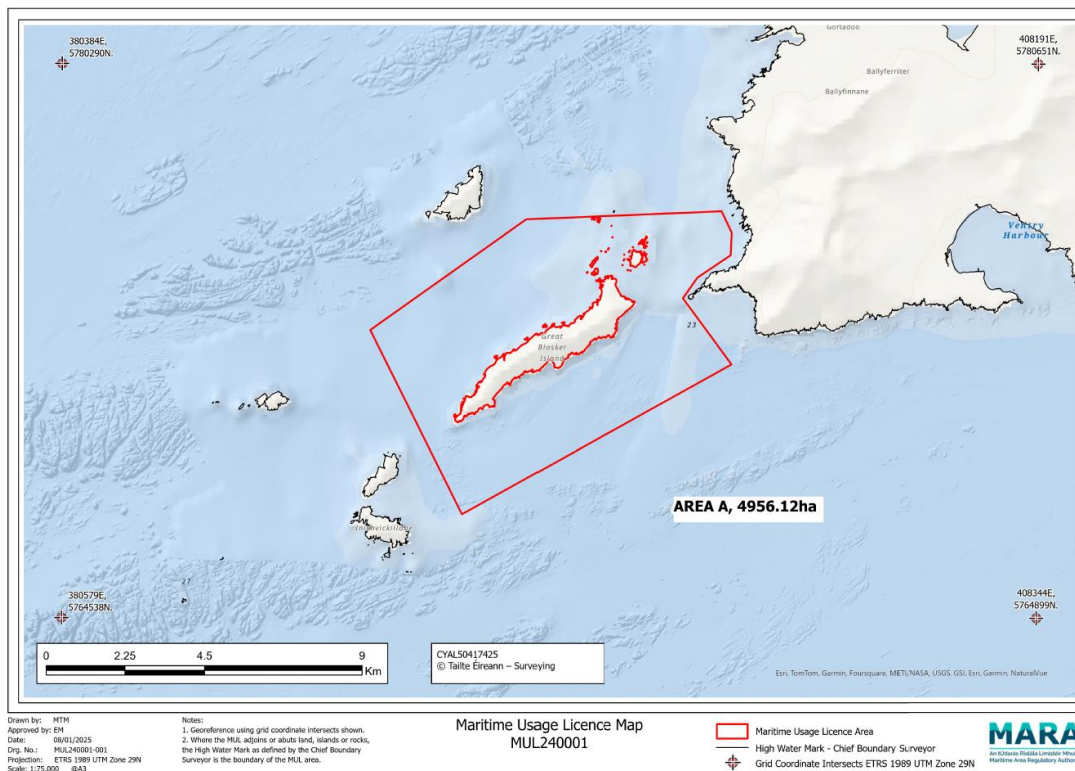 380384E,
5780290N.
Gortadoo
408191E,
5780651N.
Ballyferriter
Ballyfinnane
Ventry
Harbour
Great
Blasket
Island
23
AREA A, 4956.12ha
Inishvickillane
27
380579E,
5764538N.
408344E,
5764899N.
0 2.25 4.5 9
Km
CYAL50417425
© Tailte Éireann – Surveying
Esri, TomTom, Garmin, Foursquare, METI/NASA, USGS, GSI, Esri, Garmin, NaturalVue
Drawn by: MTM
Approved by: EM
Date: 08/01/2025
Drg. No.: MUL240001-001
Projection: ETRS 1989 UTM Zone 29N
Scale: 1:75,000 @A3
Notes:
1. Georeference using grid coordinate intersects shown.
2. Where the MUL adjoins or abuts land, islands or rocks,
the High Water Mark as defined by the Chief Boundary
Surveyor is the boundary of the MUL area.
Maritime Usage Licence Map
MUL240001
Maritime Usage Licence Area
High Water Mark - Chief Boundary Surveyor
Grid Coordinate Intersects ETRS 1989 UTM Zone 29N
MARA
An tÚdarás Rialála Limistéir Mhuirí
Maritime Area Regulatory Authority